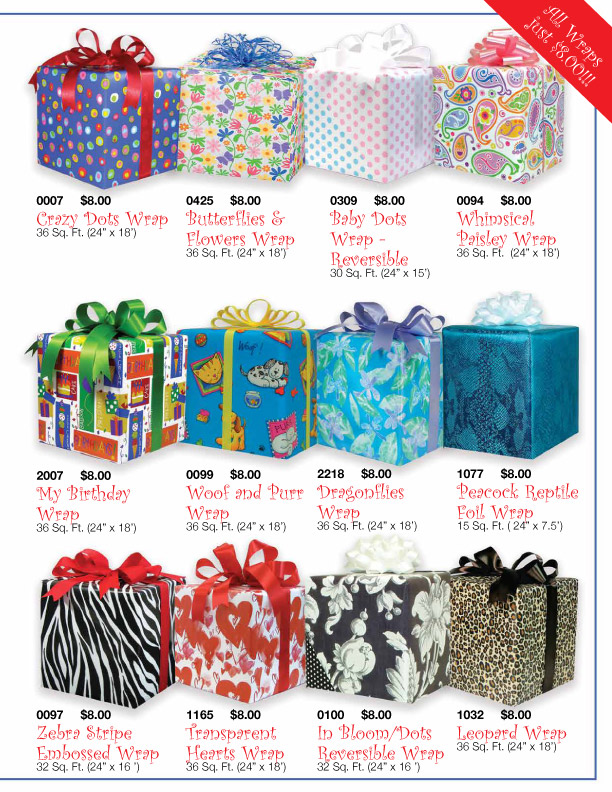 All Wraps
just $8.00!!!
0007 $8.00
Crazy Dots Wrap
36 Sq. Ft. (24” x 18’)
0425 $8.00
Butterflies &
Flowers Wrap
36 Sq. Ft. (24” x 18’)
0309 $8.00
Baby Dots
Wrap -
Reversible
30 Sq. Ft. (24” x 15’)
0094 $8.00
Whimsical
Paisley Wrap
36 Sq. Ft. (24” x 18’)
Woof!
PURR
2007 $8.00
My Birthday
Wrap
36 Sq. Ft. (24” x 18’)
0099 $8.00
Woof and Purr
Wrap
36 Sq. Ft. (24” x 18’)
2218 $8.00
Dragonflies
Wrap
36 Sq. Ft. (24” x 18’)
1077 $8.00
Peacock Reptile
Foil Wrap
15 Sq. Ft. ( 24” x 7.5’)
0097 $8.00
Zebra Stripe
Embossed Wrap
32 Sq. Ft. (24” x 16 ’)
1165 $8.00
Transparent
Hearts Wrap
36 Sq. Ft. (24” x 18’)
0100 $8.00
In Bloom/Dots
Reversible Wrap
32 Sq. Ft. (24” x 16 ’)
1032 $8.00
Leopard Wrap
36 Sq. Ft. (24” x 18’)